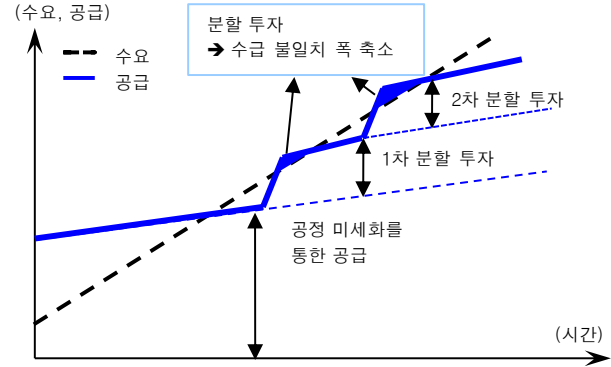 (수요, 공급)
수요
공급
분할 투자
➔ 수급 불일치 폭 축소
2차 분할 투자
1차 분할 투자
공정 미세화를
통한 공급
(시간)